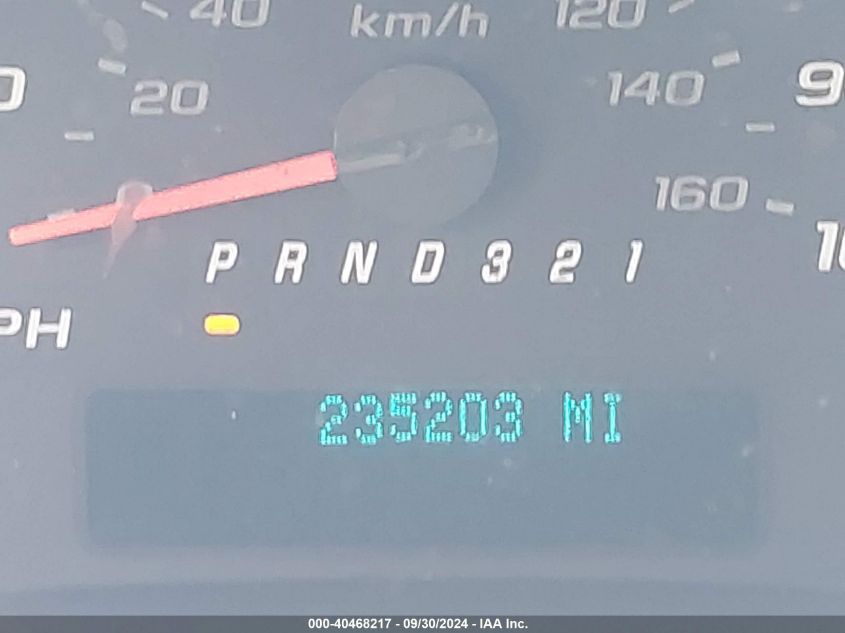 40 km/h 120
0 20 140 9
160
P R N D 3 2 1 1
PH
235203 MI
000-40468217 - 09/30/2024 - IAA Inc.